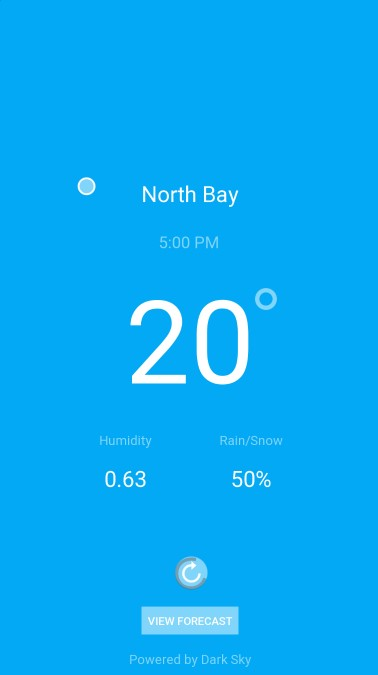 North Bay
5:00 PM
20°
Humidity Rain/Snow
0.63 50%
VIEW FORECAST
Powered by Dark Sky